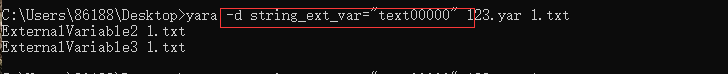 C:\Users\86188\Desktop>yara -d string_ext_var="text00000" 123.yar 1.txt
ExternalVariable2 1.txt
ExternalVariable3 1.txt